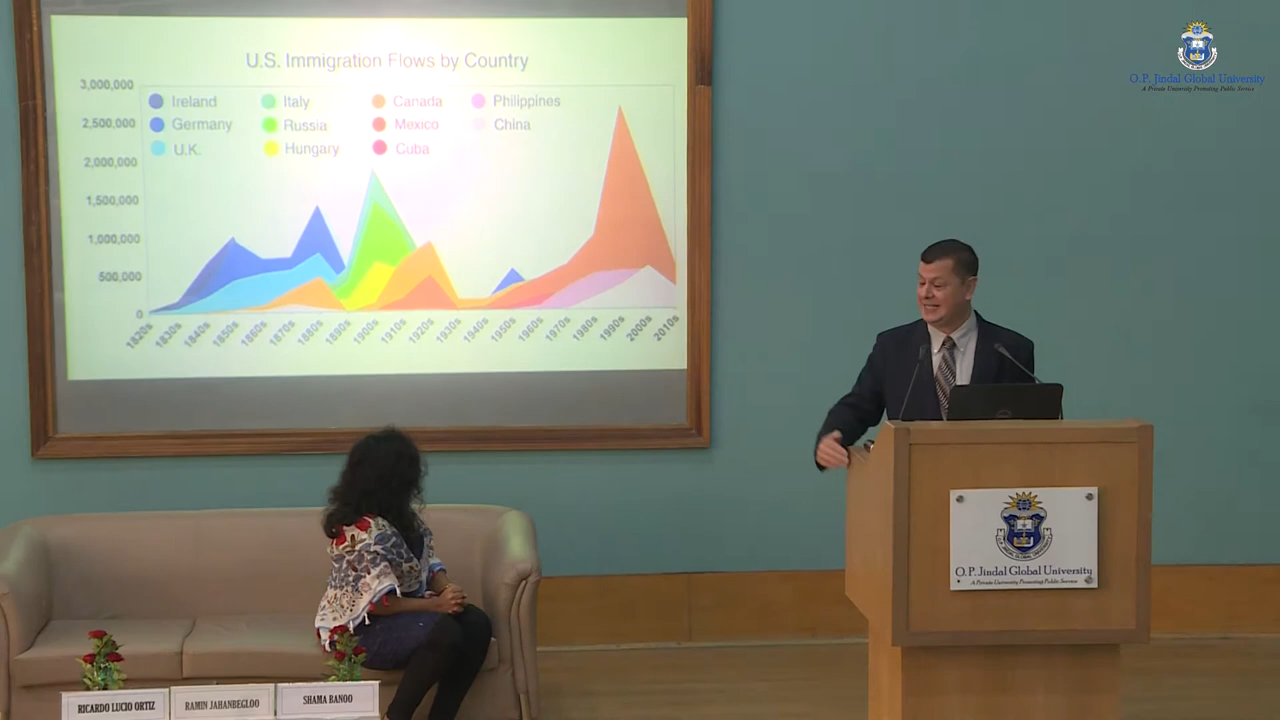 U.S. Immigration Flows by Country
3,000,000
2,500,000
2,000,000
1,500,000
1,000,000
500,000
0
Ireland
Germany
U.K.
Italy
Russia
Hungary
Canada
Mexico
Cuba
Philippines
China
1820s
1830s
1840s
1850s
1860s
1870s
1880s
1890s
1900s
1910s
1920s
1930s
1940s
1950s
1960s
1970s
1980s
1990s
2000s
2010s
O.P. Jindal Global University
A Private University Promoting Public Service
O.P. Jindal Global University
A Private University Promoting Public Service
RICARDO LUCIO ORTIZ
RAMIN JAHANBEGLOO
SHAMA BANOO